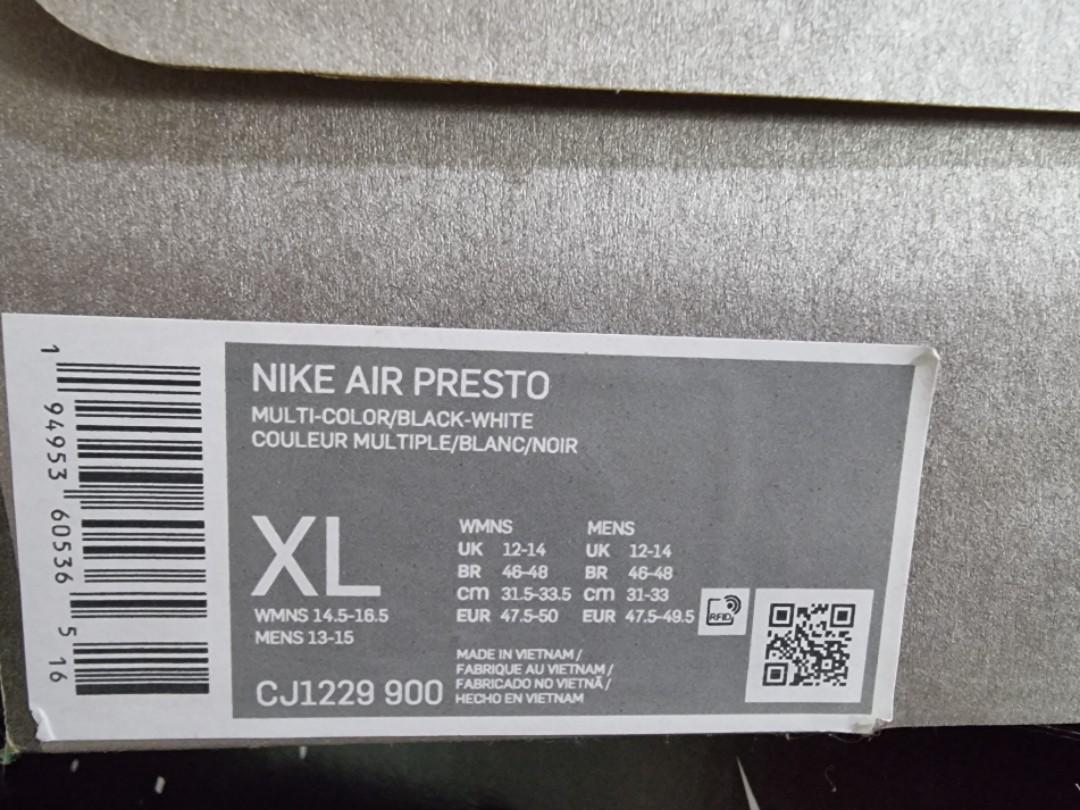 1 94953 60536 5 16
NIKE AIR PRESTO
MULTI-COLOR/BLACK-WHITE
COULEUR MULTIPLE/BLANC/NOIR
XL
WMNS 14.5-16.5
MENS 13-15
CJ1229 900
WMNS MENS
UK 12-14 UK 12-14
BR 46-48 BR 46-48
cm 31.5-33.5 cm 31-33
EUR 47.5-50 EUR 47.5-49.5
RFID
MADE IN VIETNAM /
FABRIQUE AU VIETNAM /
FABRICADO NO VIETNÃ /
HECHO EN VIETNAM